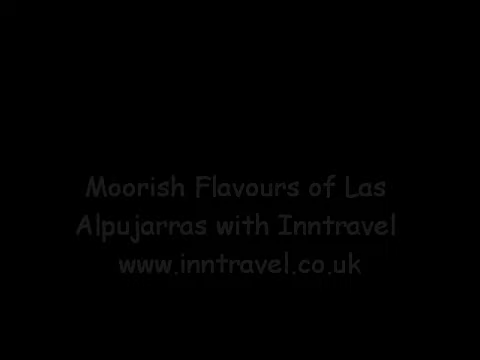 Moorish Flavours of Las
Alpujarras with Inntravel
www.inntravel.co.uk